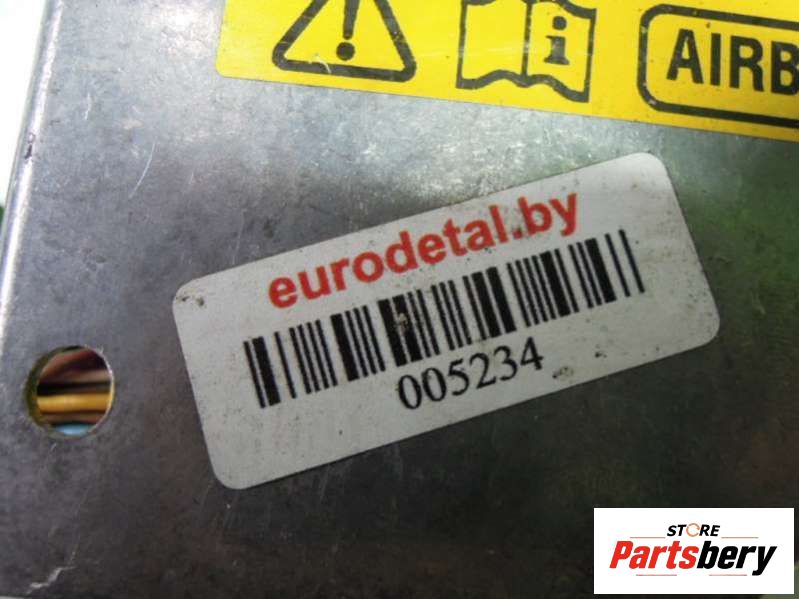 AIRB
eurodetal.by
005234
STORE
Partsbery